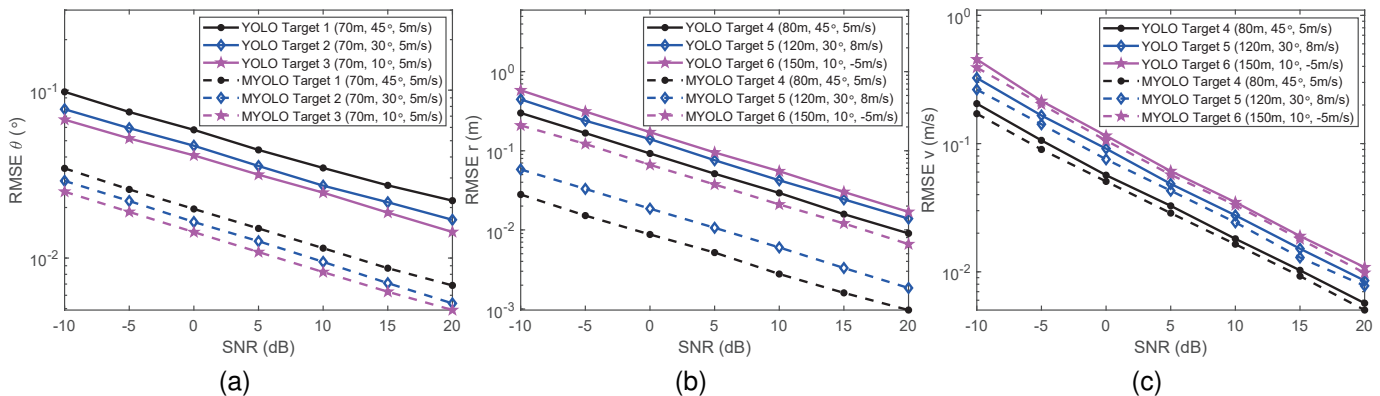 YOLO Target 1 (70m, 45°, 5m/s)
YOLO Target 2 (70m, 30°, 5m/s)
YOLO Target 3 (70m, 10°, 5m/s)
MYOLO Target 1 (70m, 45°, 5m/s)
MYOLO Target 2 (70m, 30°, 5m/s)
MYOLO Target 3 (70m, 10°, 5m/s)
10⁻¹
10⁻²
RMSE θ (°)
-10 -5 0 5 10 15 20
SNR (dB)
(a)
YOLO Target 4 (80m, 45°, 5m/s)
YOLO Target 5 (120m, 30°, 8m/s)
YOLO Target 6 (150m, 10°, -5m/s)
MYOLO Target 4 (80m, 45°, 5m/s)
MYOLO Target 5 (120m, 30°, 8m/s)
MYOLO Target 6 (150m, 10°, -5m/s)
10⁰
10⁻¹
10⁻²
10⁻³
RMSE r (m)
-10 -5 0 5 10 15 20
SNR (dB)
(b)
YOLO Target 4 (80m, 45°, 5m/s)
YOLO Target 5 (120m, 30°, 8m/s)
YOLO Target 6 (150m, 10°, -5m/s)
MYOLO Target 4 (80m, 45°, 5m/s)
MYOLO Target 5 (120m, 30°, 8m/s)
MYOLO Target 6 (150m, 10°, -5m/s)
10⁰
10⁻¹
10⁻²
RMSE v (m/s)
-10 -5 0 5 10 15 20
SNR (dB)
(c)